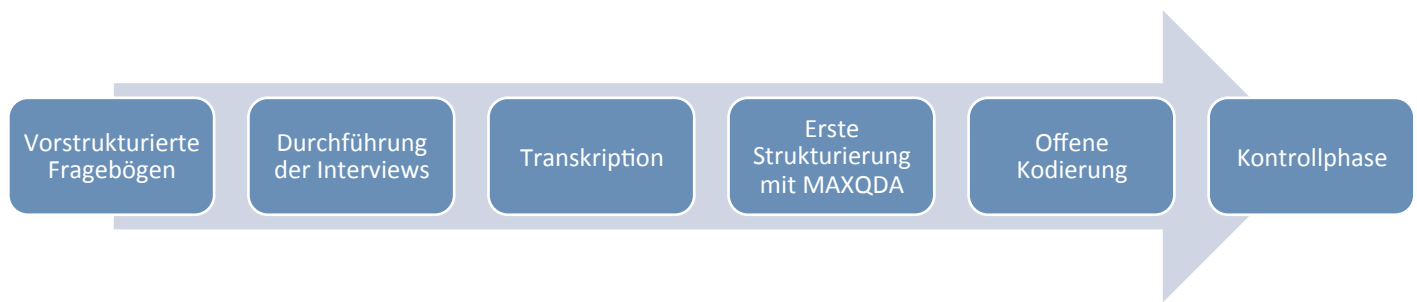 Vorstrukturierte
Fragebögen
Durchführung
der Interviews
Transkription
Erste
Strukturierung
mit MAXQDA
Offene
Kodierung
Kontrollphase